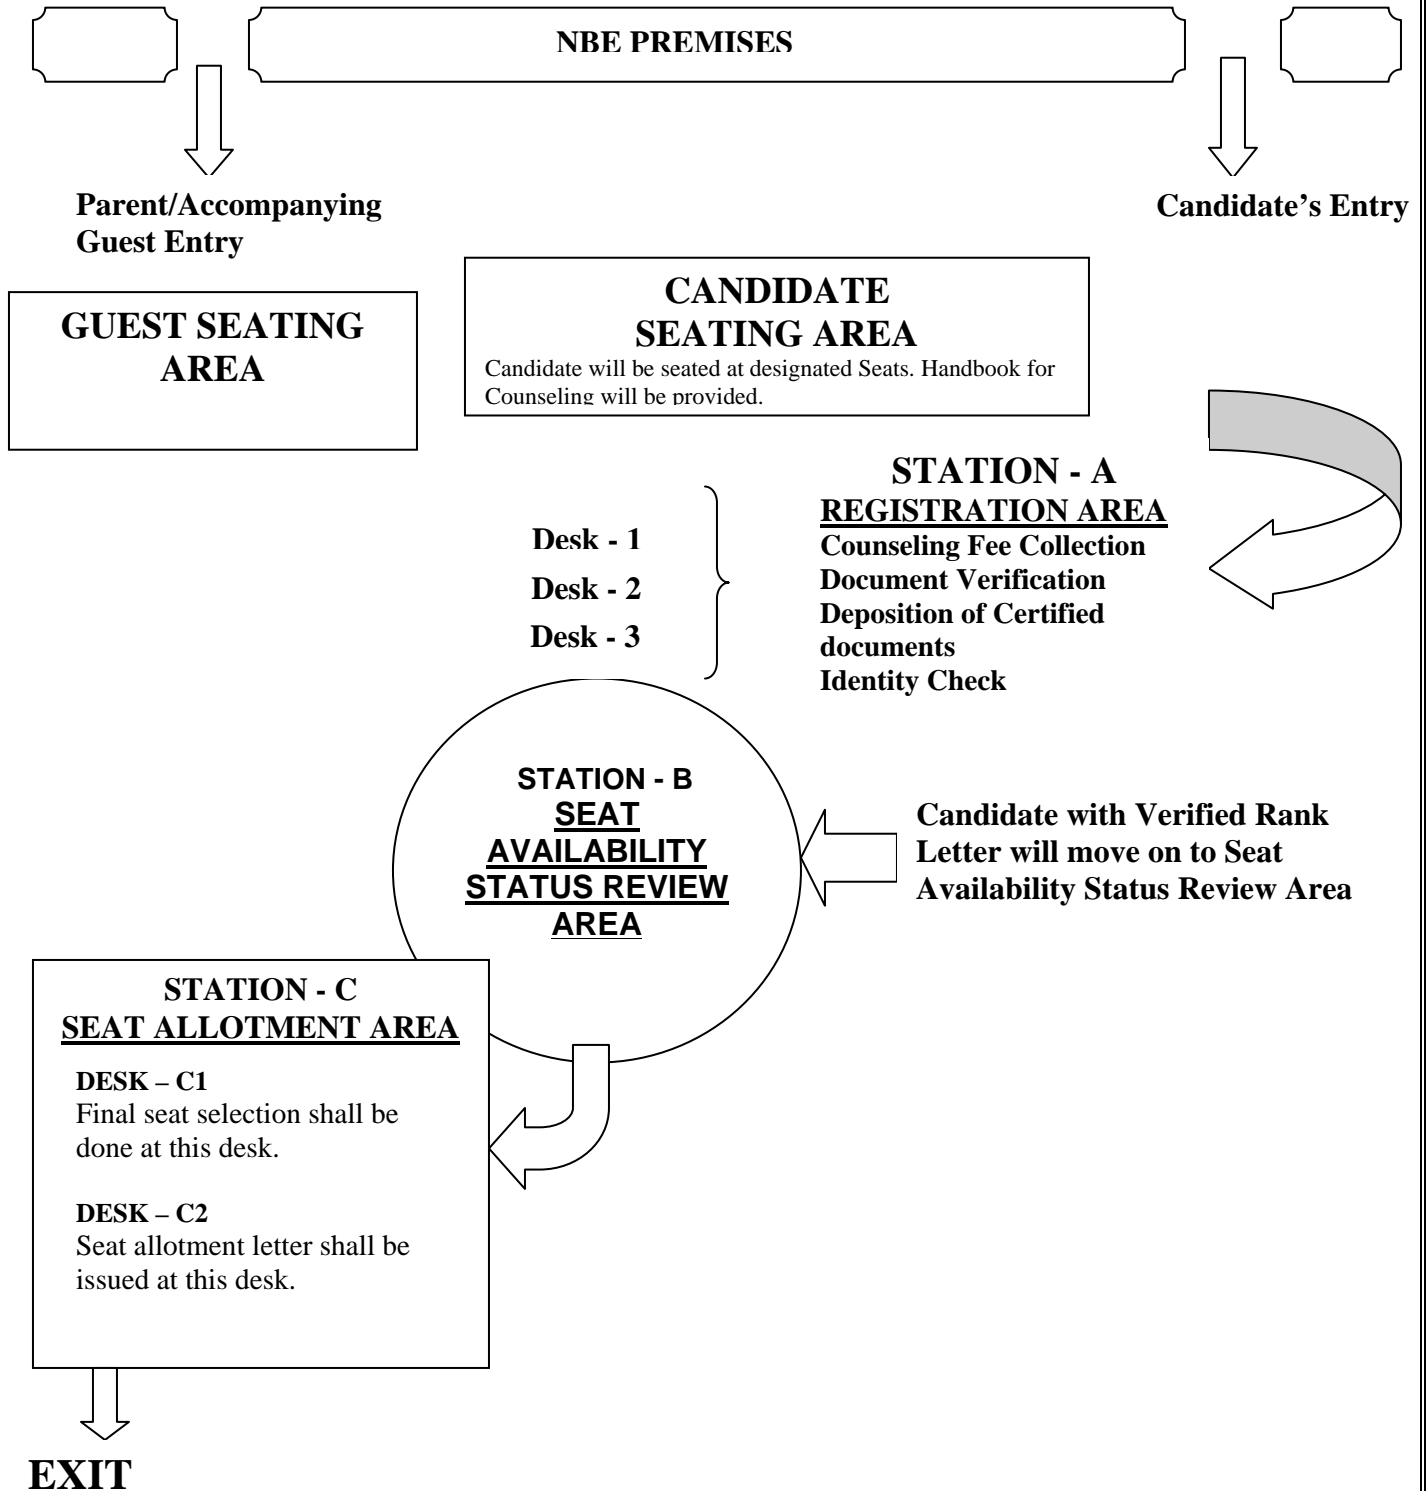 NBE PREMISES
Parent/Accompanying
Guest Entry
Candidate’s Entry
GUEST SEATING
AREA
CANDIDATE
SEATING AREA
Candidate will be seated at designated Seats. Handbook for
Counseling will be provided.
STATION - A
REGISTRATION AREA
Counseling Fee Collection
Document Verification
Deposition of Certified
documents
Identity Check
Desk - 1
Desk - 2
Desk - 3
STATION - B
SEAT
AVAILABILITY
STATUS REVIEW
AREA
Candidate with Verified Rank
Letter will move on to Seat
Availability Status Review Area
STATION - C
SEAT ALLOTMENT AREA
DESK – C1
Final seat selection shall be
done at this desk.
DESK – C2
Seat allotment letter shall be
issued at this desk.
EXIT